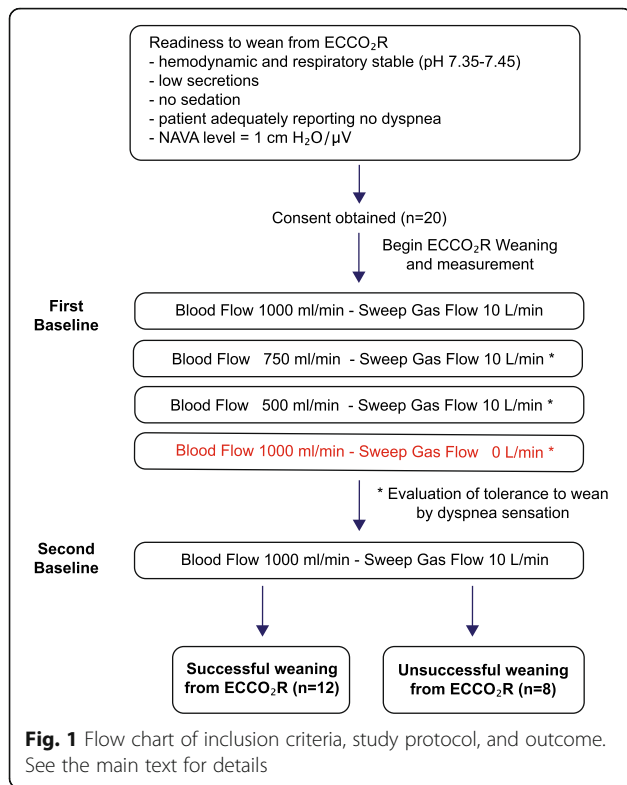 Readiness to wean from ECCO₂R
- hemodynamic and respiratory stable (pH 7.35-7.45)
- low secretions
- no sedation
- patient adequately reporting no dyspnea
- NAVA level = 1 cm H₂O/µV
Consent obtained (n=20)
Begin ECCO₂R Weaning
and measurement
First
Baseline
Blood Flow 1000 ml/min - Sweep Gas Flow 10 L/min
Blood Flow 750 ml/min - Sweep Gas Flow 10 L/min *
Blood Flow 500 ml/min - Sweep Gas Flow 10 L/min *
Blood Flow 1000 ml/min - Sweep Gas Flow 0 L/min *
* Evaluation of tolerance to wean
by dyspnea sensation
Second
Baseline
Blood Flow 1000 ml/min - Sweep Gas Flow 10 L/min
Successful weaning
from ECCO₂R (n=12)
Unsuccessful weaning
from ECCO₂R (n=8)
Fig. 1 Flow chart of inclusion criteria, study protocol, and outcome.
See the main text for details